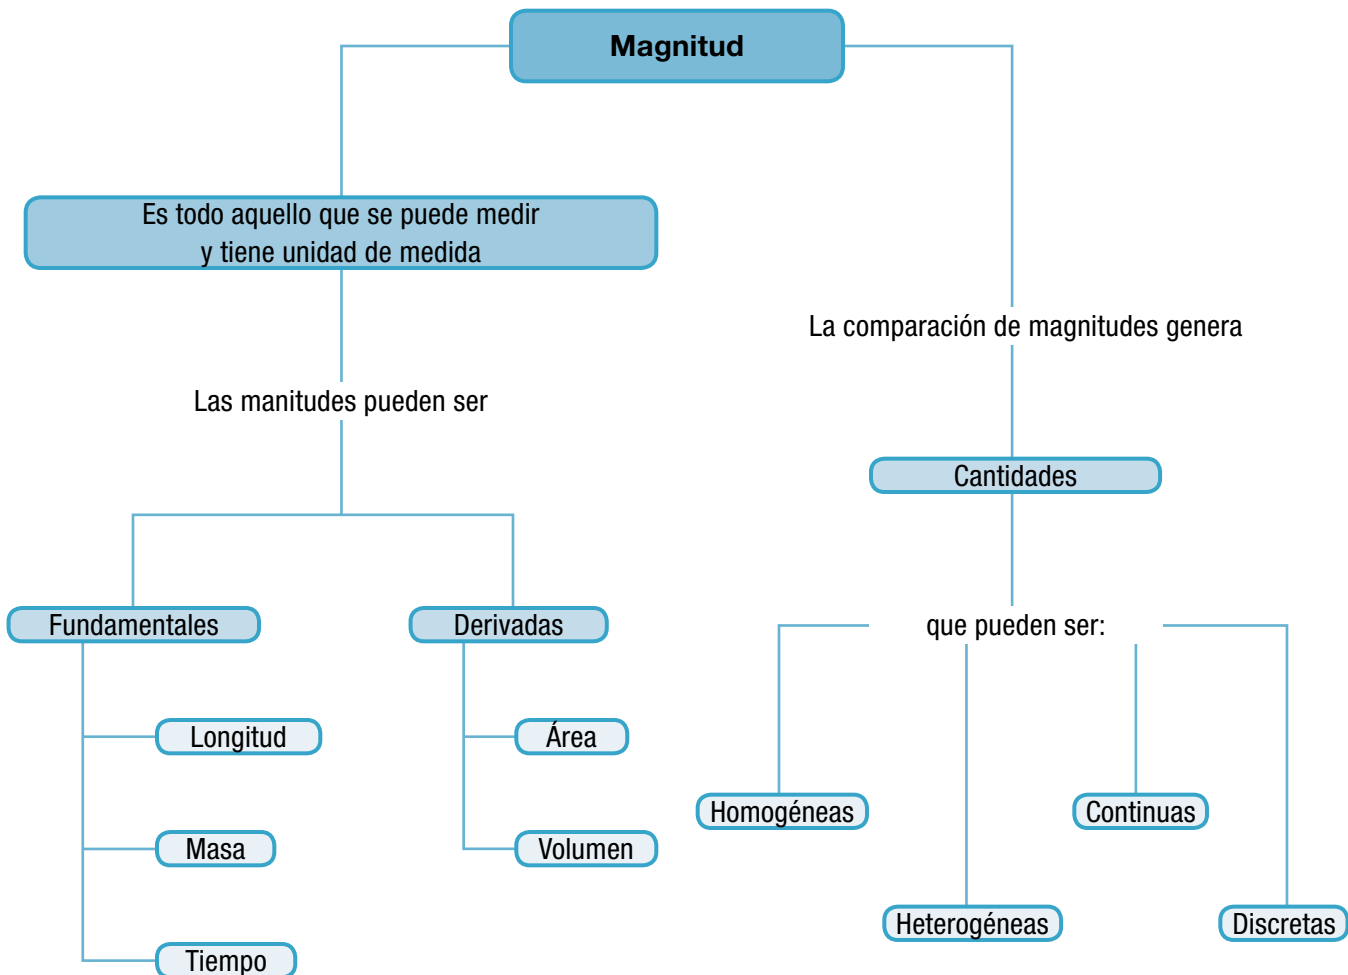 Magnitud
Es todo aquello que se puede medir
y tiene unidad de medida
La comparación de magnitudes genera
Las manitudes pueden ser
Cantidades
Fundamentales
Derivadas
que pueden ser:
Longitud
Área
Homogéneas
Continuas
Masa
Volumen
Heterogéneas
Discretas
Tiempo